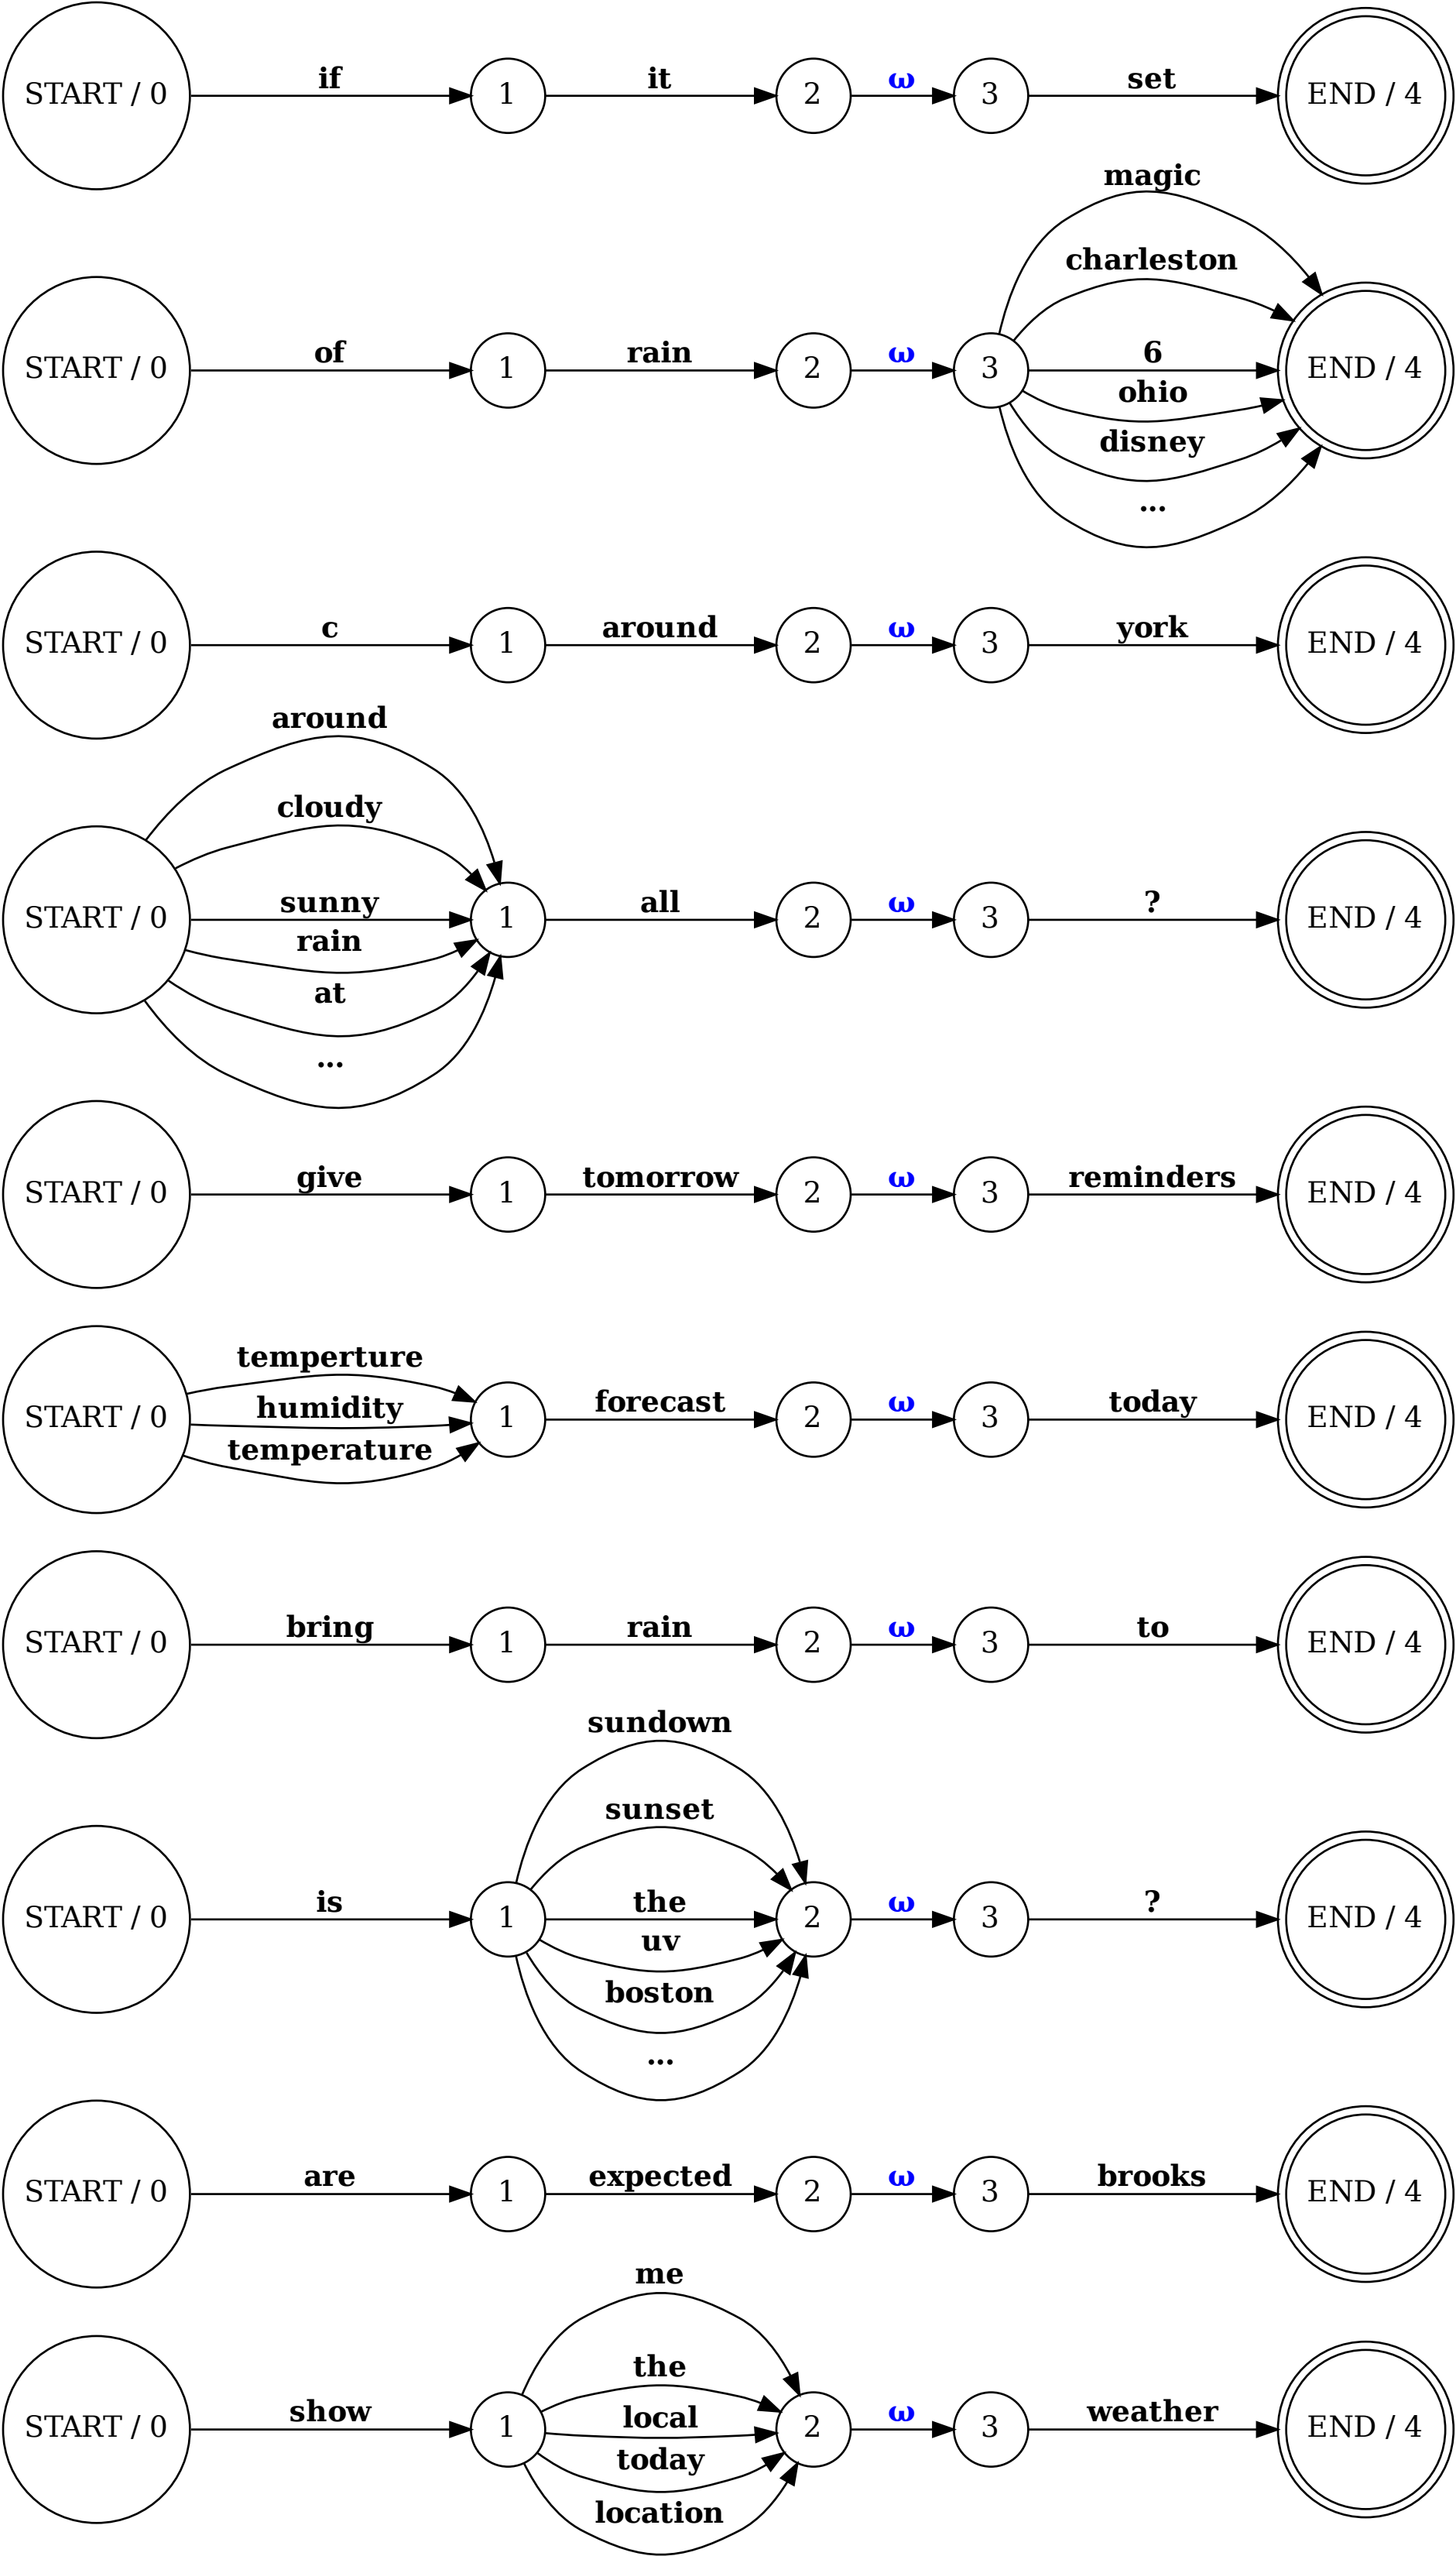 START / 0 if 1 it 2 ω 3 set END / 4
magic
charleston
START / 0 of 1 rain 2 ω 3 6 END / 4
ohio
disney
...
START / 0 c 1 around 2 ω 3 york END / 4
around
cloudy
START / 0 sunny 1 all 2 ω 3 ? END / 4
rain
at
...
START / 0 give 1 tomorrow 2 ω 3 reminders END / 4
temperture
START / 0 humidity 1 forecast 2 ω 3 today END / 4
temperature
START / 0 bring 1 rain 2 ω 3 to END / 4
sundown
sunset
START / 0 is 1 the 2 ω 3 ? END / 4
uv
boston
...
START / 0 are 1 expected 2 ω 3 brooks END / 4
me
the
START / 0 show 1 local 2 ω 3 weather END / 4
today
location